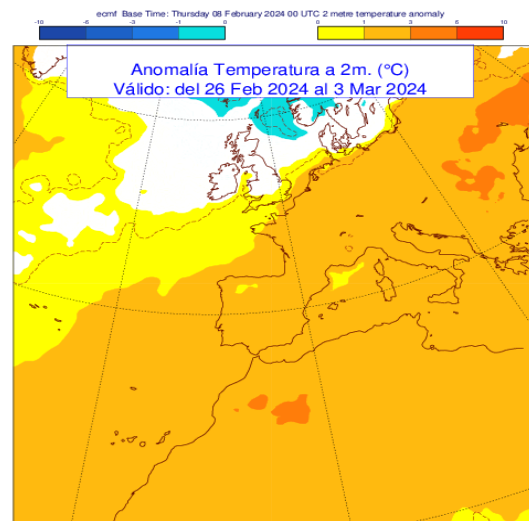 ecmf Base Time: Thursday 08 February 2024 00 UTC 2 metre temperature anomaly
-10 -6 -3 -1 0 0 1 3 6 10
Anomalía Temperatura a 2m. (°C)
Válido: del 26 Feb 2024 al 3 Mar 2024